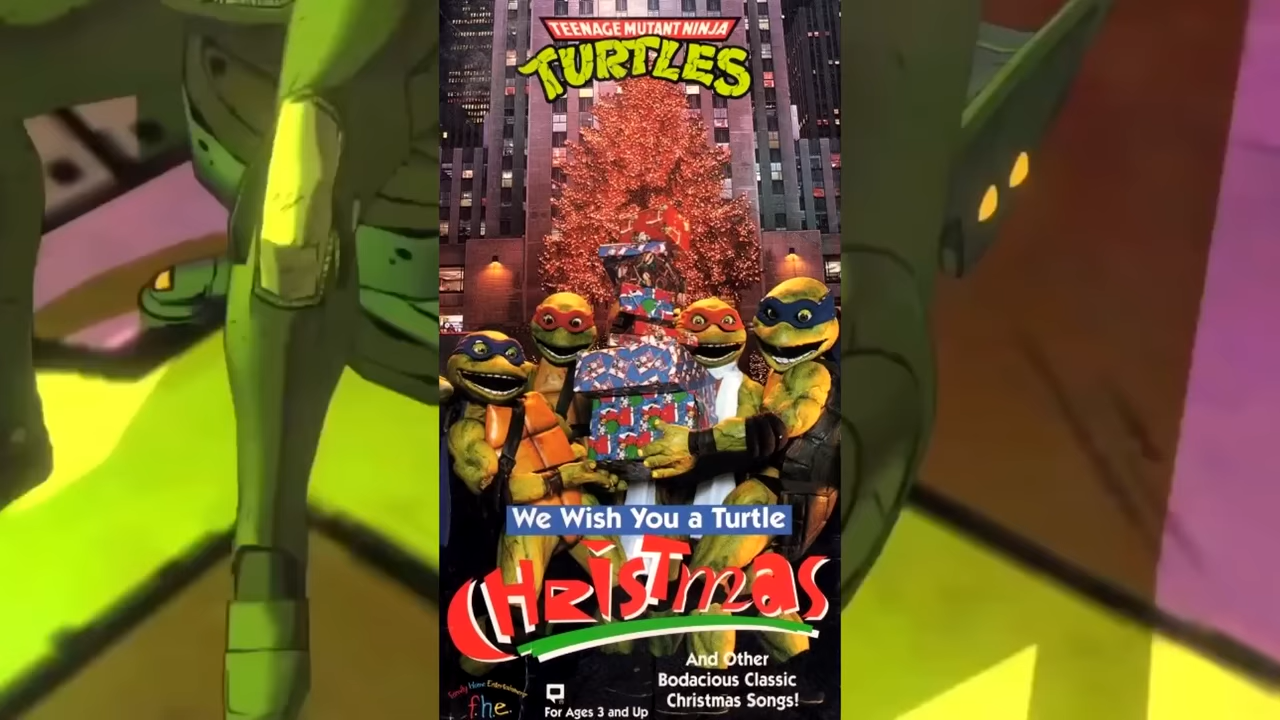 TEENAGE MUTANT NINJA
TURTLES
We Wish You a Turtle
CHRisTmas
And Other
Bodacious Classic
Christmas Songs!
Family Home Entertainment
f.h.e.
For Ages 3 and Up